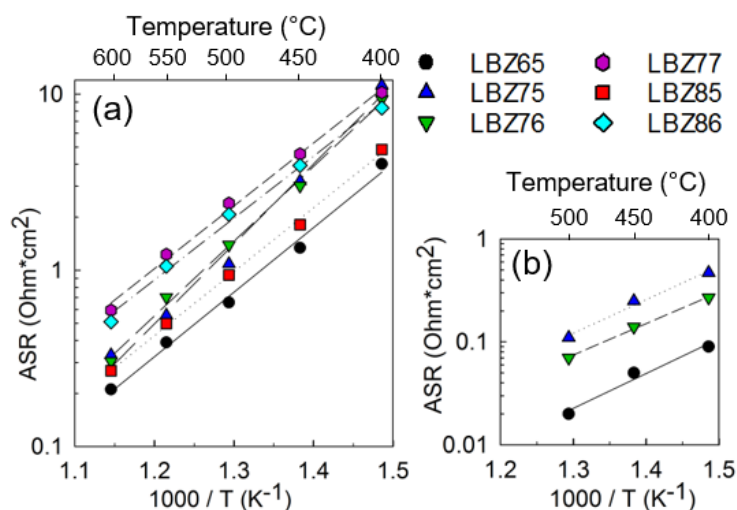 Temperature (°C)
600 550 500 450 400
(a)
10
1
0.1
ASR (Ohm*cm²)
1.1 1.2 1.3 1.4 1.5
1000 / T (K⁻¹)
LBZ65 LBZ77
LBZ75 LBZ85
LBZ76 LBZ86
Temperature (°C)
500 450 400
(b)
1
0.1
0.01
ASR (Ohm*cm²)
1.2 1.3 1.4 1.5
1000 / T (K⁻¹)